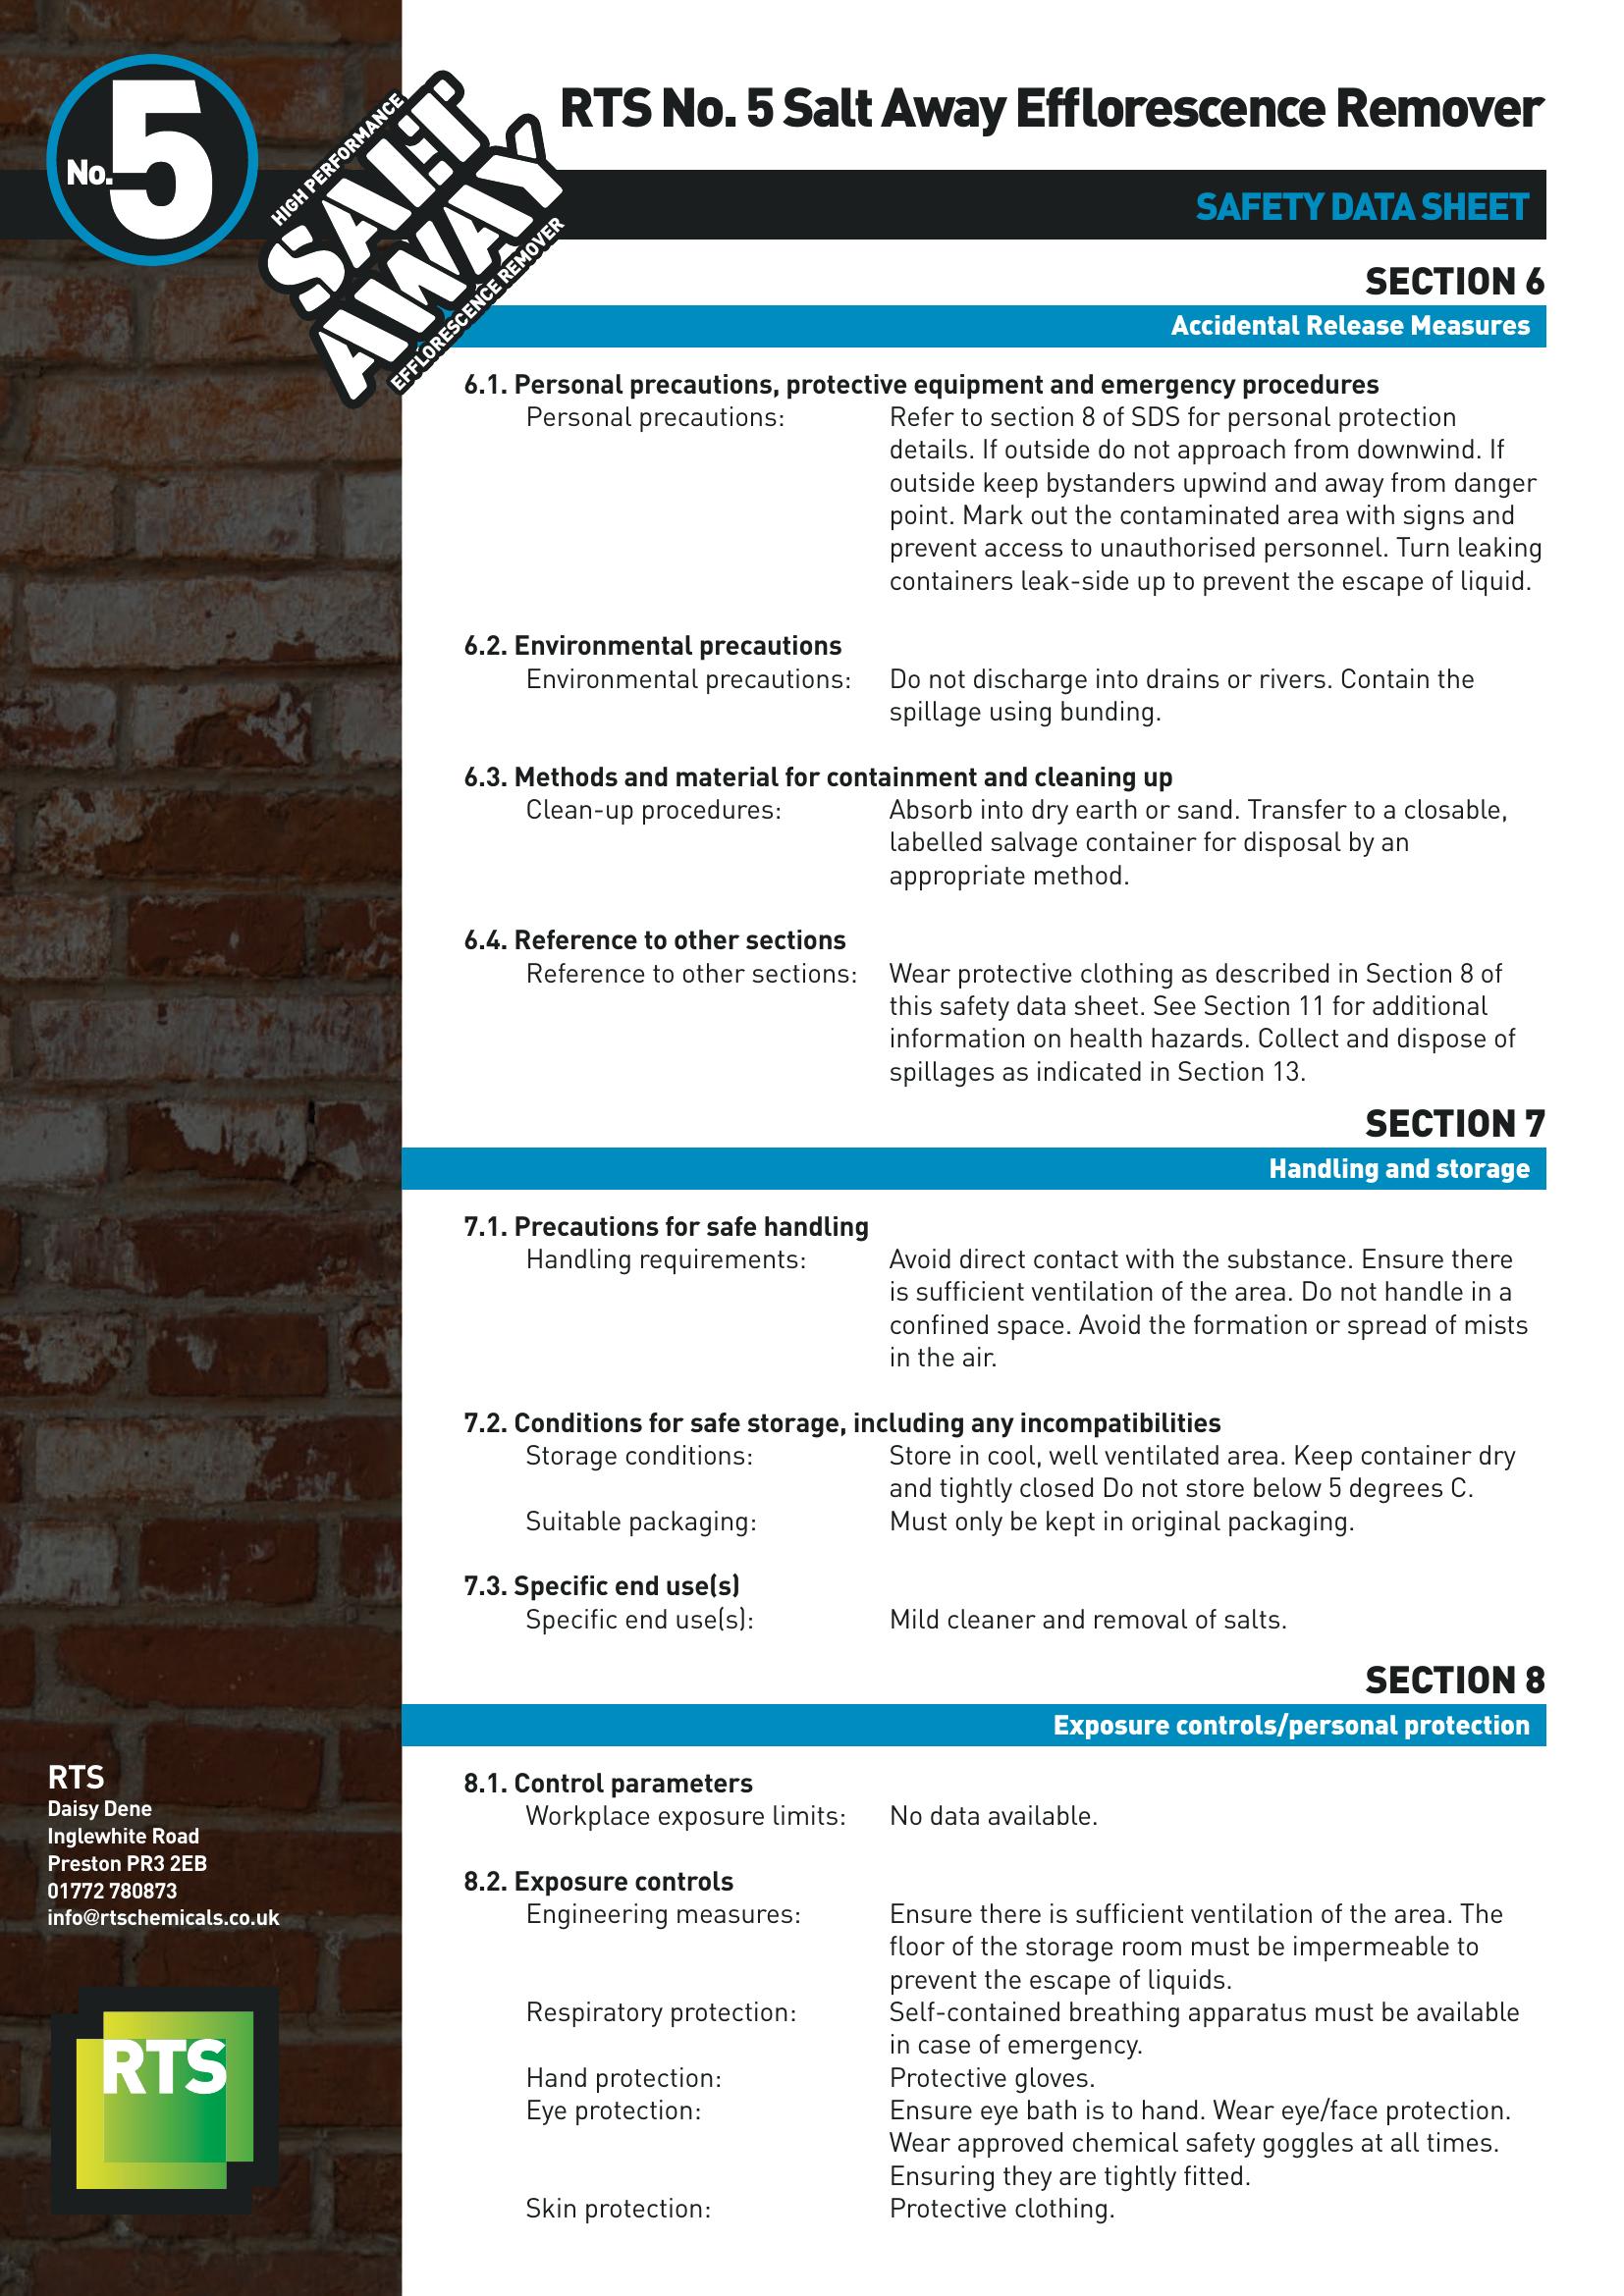 No.5
HIGH PERFORMANCE
SALT
AWAY
EFFLORESCENCE REMOVER
RTS No. 5 Salt Away Efflorescence Remover
SAFETY DATA SHEET
SECTION 6
Accidental Release Measures
6.1. Personal precautions, protective equipment and emergency procedures
Personal precautions: Refer to section 8 of SDS for personal protection
details. If outside do not approach from downwind. If
outside keep bystanders upwind and away from danger
point. Mark out the contaminated area with signs and
prevent access to unauthorised personnel. Turn leaking
containers leak-side up to prevent the escape of liquid.
6.2. Environmental precautions
Environmental precautions: Do not discharge into drains or rivers. Contain the
spillage using bunding.
6.3. Methods and material for containment and cleaning up
Clean-up procedures: Absorb into dry earth or sand. Transfer to a closable,
labelled salvage container for disposal by an
appropriate method.
6.4. Reference to other sections
Reference to other sections: Wear protective clothing as described in Section 8 of
this safety data sheet. See Section 11 for additional
information on health hazards. Collect and dispose of
spillages as indicated in Section 13.
SECTION 7
Handling and storage
7.1. Precautions for safe handling
Handling requirements: Avoid direct contact with the substance. Ensure there
is sufficient ventilation of the area. Do not handle in a
confined space. Avoid the formation or spread of mists
in the air.
7.2. Conditions for safe storage, including any incompatibilities
Storage conditions: Store in cool, well ventilated area. Keep container dry
and tightly closed Do not store below 5 degrees C.
Suitable packaging: Must only be kept in original packaging.
7.3. Specific end use(s)
Specific end use(s): Mild cleaner and removal of salts.
SECTION 8
Exposure controls/personal protection
8.1. Control parameters
Workplace exposure limits: No data available.
8.2. Exposure controls
Engineering measures: Ensure there is sufficient ventilation of the area. The
floor of the storage room must be impermeable to
prevent the escape of liquids.
Respiratory protection: Self-contained breathing apparatus must be available
in case of emergency.
Hand protection: Protective gloves.
Eye protection: Ensure eye bath is to hand. Wear eye/face protection.
Wear approved chemical safety goggles at all times.
Ensuring they are tightly fitted.
Skin protection: Protective clothing.
RTS
Daisy Dene
Inglewhite Road
Preston PR3 2EB
01772 780873
info@rtschemicals.co.uk
RTS